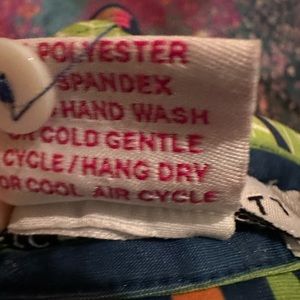 POLYESTER
SPANDEX
HAND WASH
COLD GENTLE
CYCLE/HANG DRY
OR COOL AIR CYCLE